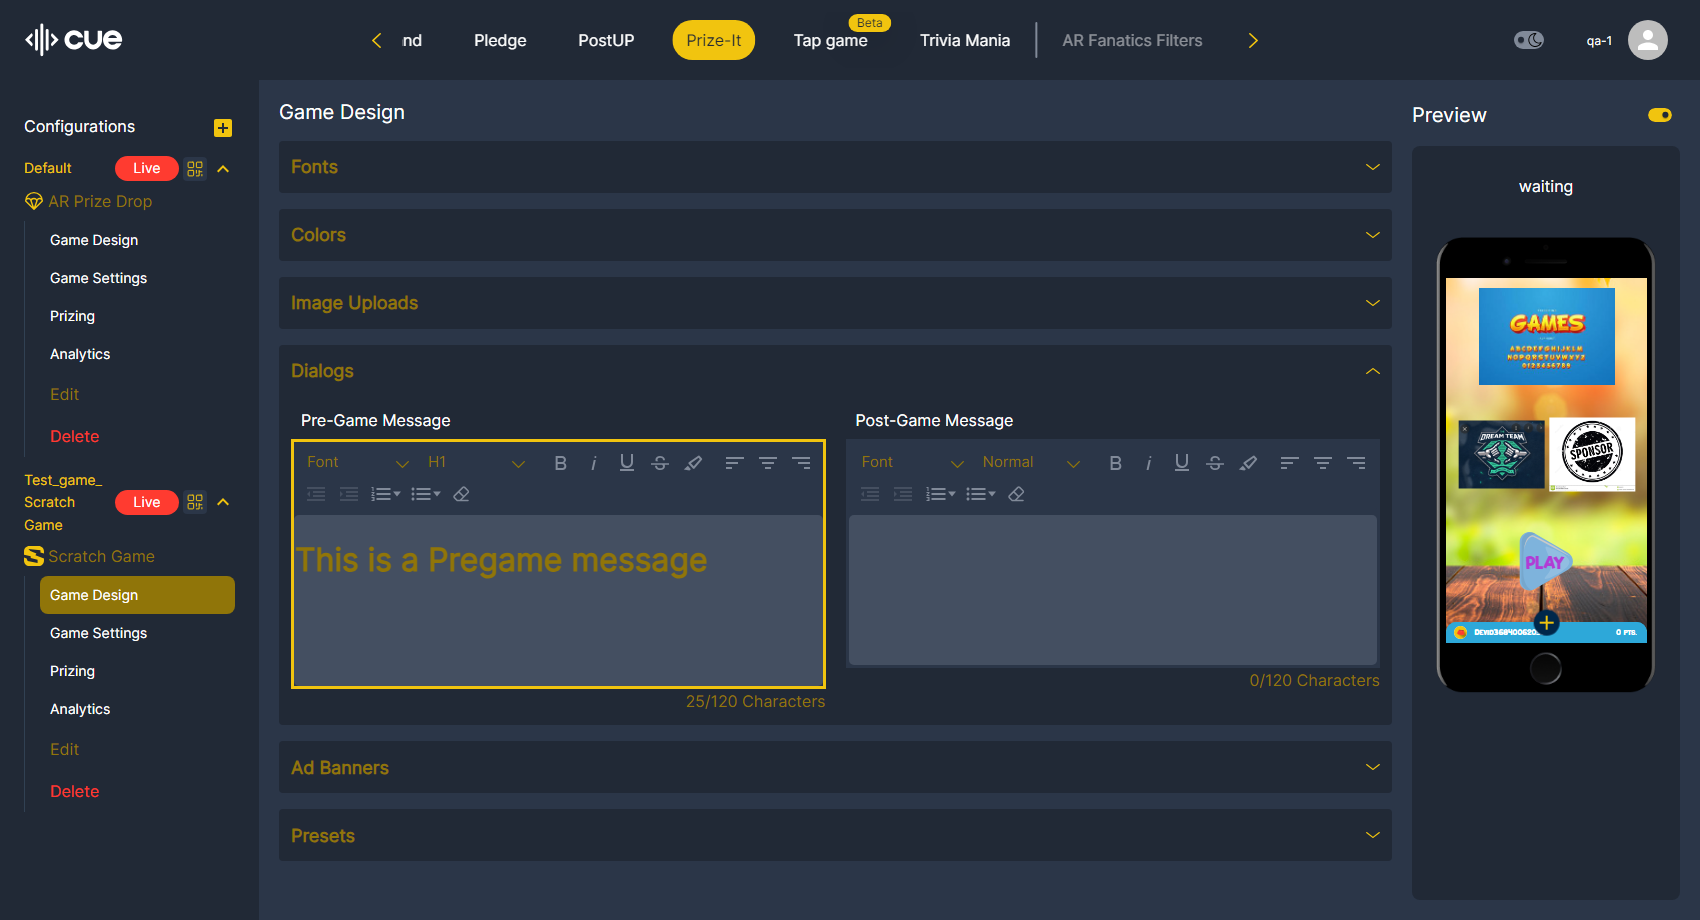 cue
nd
Pledge
PostUP
Prize-It
Beta
Tap game
Trivia Mania
AR Fanatics Filters
qa-1
Configurations
Default
Live
AR Prize Drop
Game Design
Game Settings
Prizing
Analytics
Edit
Delete
Test_game_
Scratch
Game
Live
Scratch Game
Game Design
Game Settings
Prizing
Analytics
Edit
Delete
Game Design
Fonts
Colors
Image Uploads
Dialogs
Pre-Game Message
Font
H1
B
i
U
S
This is a Pregame message
25/120 Characters
Post-Game Message
Font
Normal
B
i
U
S
0/120 Characters
Ad Banners
Presets
Preview
waiting
GAMES
ABCDEFGHIJKLM
NOPQRSTUVWXYZ
0123456789
DREAM TEAM
SPONSOR
PLAY
0 PTS.